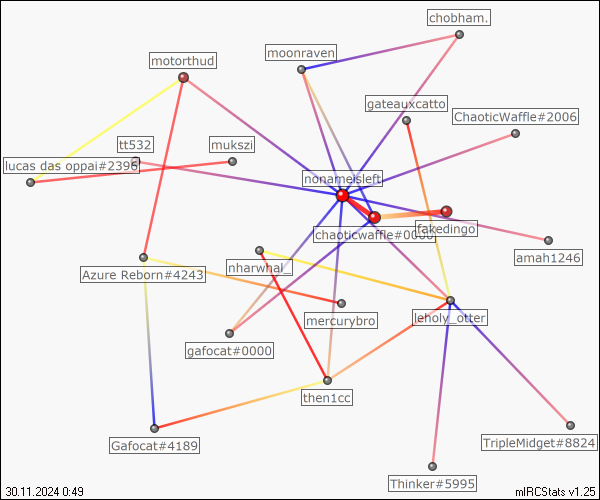 chobham.
moonraven
motorthud
gateauxcatto
ChaoticWaffle#2006
tt532
mukszi
lucas das oppai#2396
nonameisleft
chaoticwaffle#0000
fakedingo
amah1246
nharwhal_
Azure Reborn#4243
mercurybro
leholy_otter
gafocat#0000
then1cc
Gafocat#4189
TripleMidget#8824
Thinker#5995
30.11.2024 0:49
mIRCStats v1.25